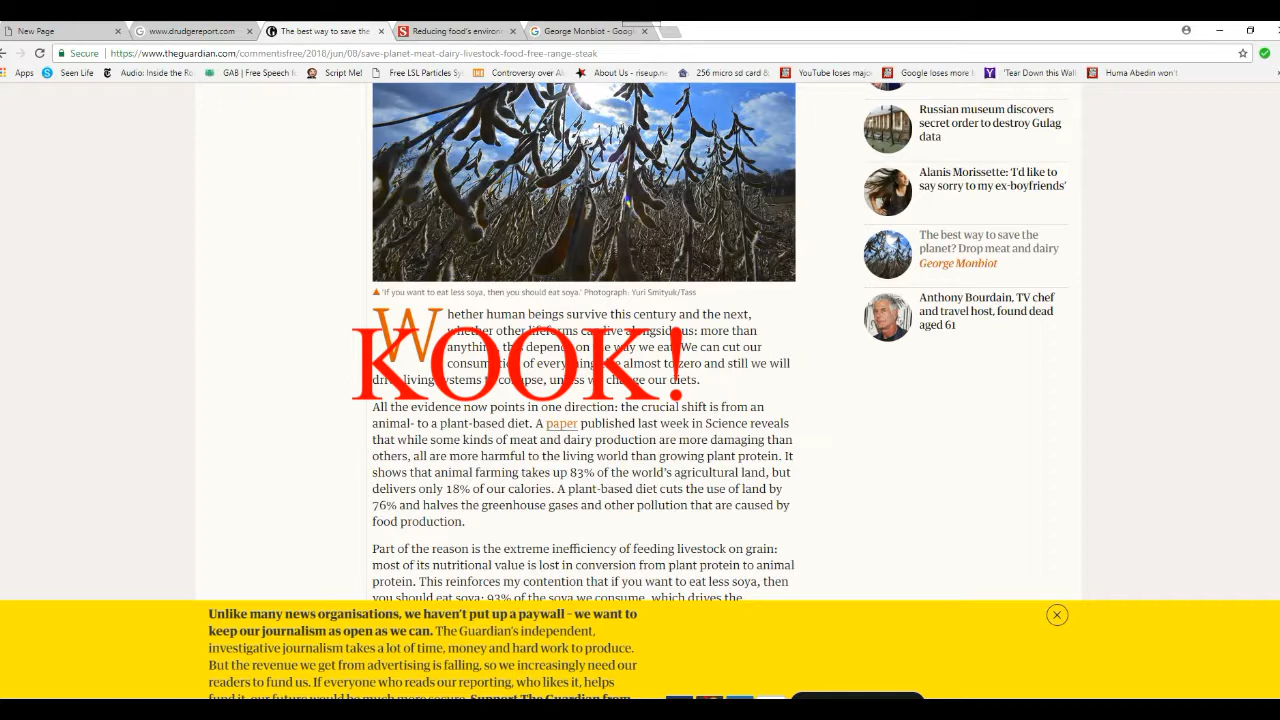 New Page
www.drudgereport.com
The best way to save the
Reducing food's environ
George Monbiot - Goog
Secure
https://www.theguardian.com/commentisfree/2018/jun/08/save-planet-meat-dairy-livestock-food-free-range-steak
Apps
Seen Life
Audio: Inside the Ro
GAB | Free Speech f
Script Me!
Free LSL Particles Sy
Controversy over Al
About Us - riseup.ne
256 micro sd card &
YouTube loses major
Google loses more l
'Tear Down this Wall
Huma Abedin won't
Russian museum discovers
secret order to destroy Gulag
data
Alanis Morissette: 'I'd like to
say sorry to my ex-boyfriends'
The best way to save the
planet? Drop meat and dairy
George Monbiot
Anthony Bourdain, TV chef
and travel host, found dead
aged 61
'If you want to eat less soya, then you should eat soya.' Photograph: Yuri Smityuk/Tass
Whether human beings survive this century and the next,
whether other lifeforms can live alongside us: more than
anything, this depends on the way we eat. We can cut our
consumption of everything else almost to zero and still we will
drive living systems to collapse, unless we change our diets.
KOOK!
All the evidence now points in one direction: the crucial shift is from an
animal- to a plant-based diet. A paper published last week in Science reveals
that while some kinds of meat and dairy production are more damaging than
others, all are more harmful to the living world than growing plant protein. It
shows that animal farming takes up 83% of the world's agricultural land, but
delivers only 18% of our calories. A plant-based diet cuts the use of land by
76% and halves the greenhouse gases and other pollution that are caused by
food production.
Part of the reason is the extreme inefficiency of feeding livestock on grain:
most of its nutritional value is lost in conversion from plant protein to animal
protein. This reinforces my contention that if you want to eat less soya, then
you should eat soya: 93% of the soya we consume, which drives the
Unlike many news organisations, we haven't put up a paywall – we want to
keep our journalism as open as we can. The Guardian's independent,
investigative journalism takes a lot of time, money and hard work to produce.
But the revenue we get from advertising is falling, so we increasingly need our
readers to fund us. If everyone who reads our reporting, who likes it, helps
fund it, our future would be much more secure. Support The Guardian from